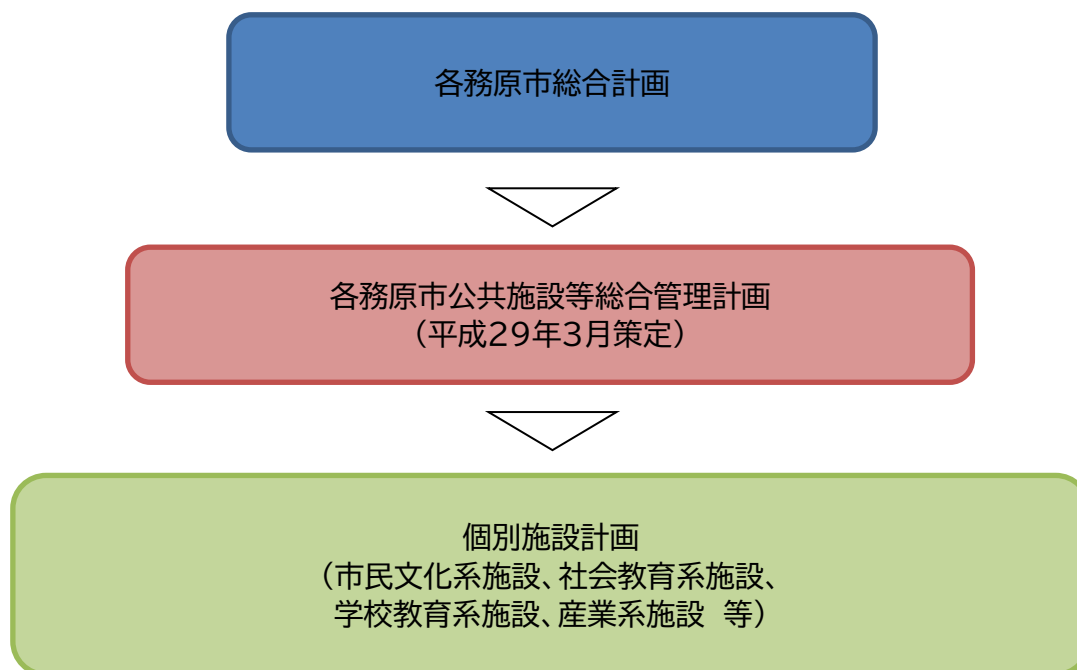 各務原市総合計画
各務原市公共施設等総合管理計画
（平成29年3月策定）
個別施設計画
（市民文化系施設、社会教育系施設、
学校教育系施設、産業系施設　等）